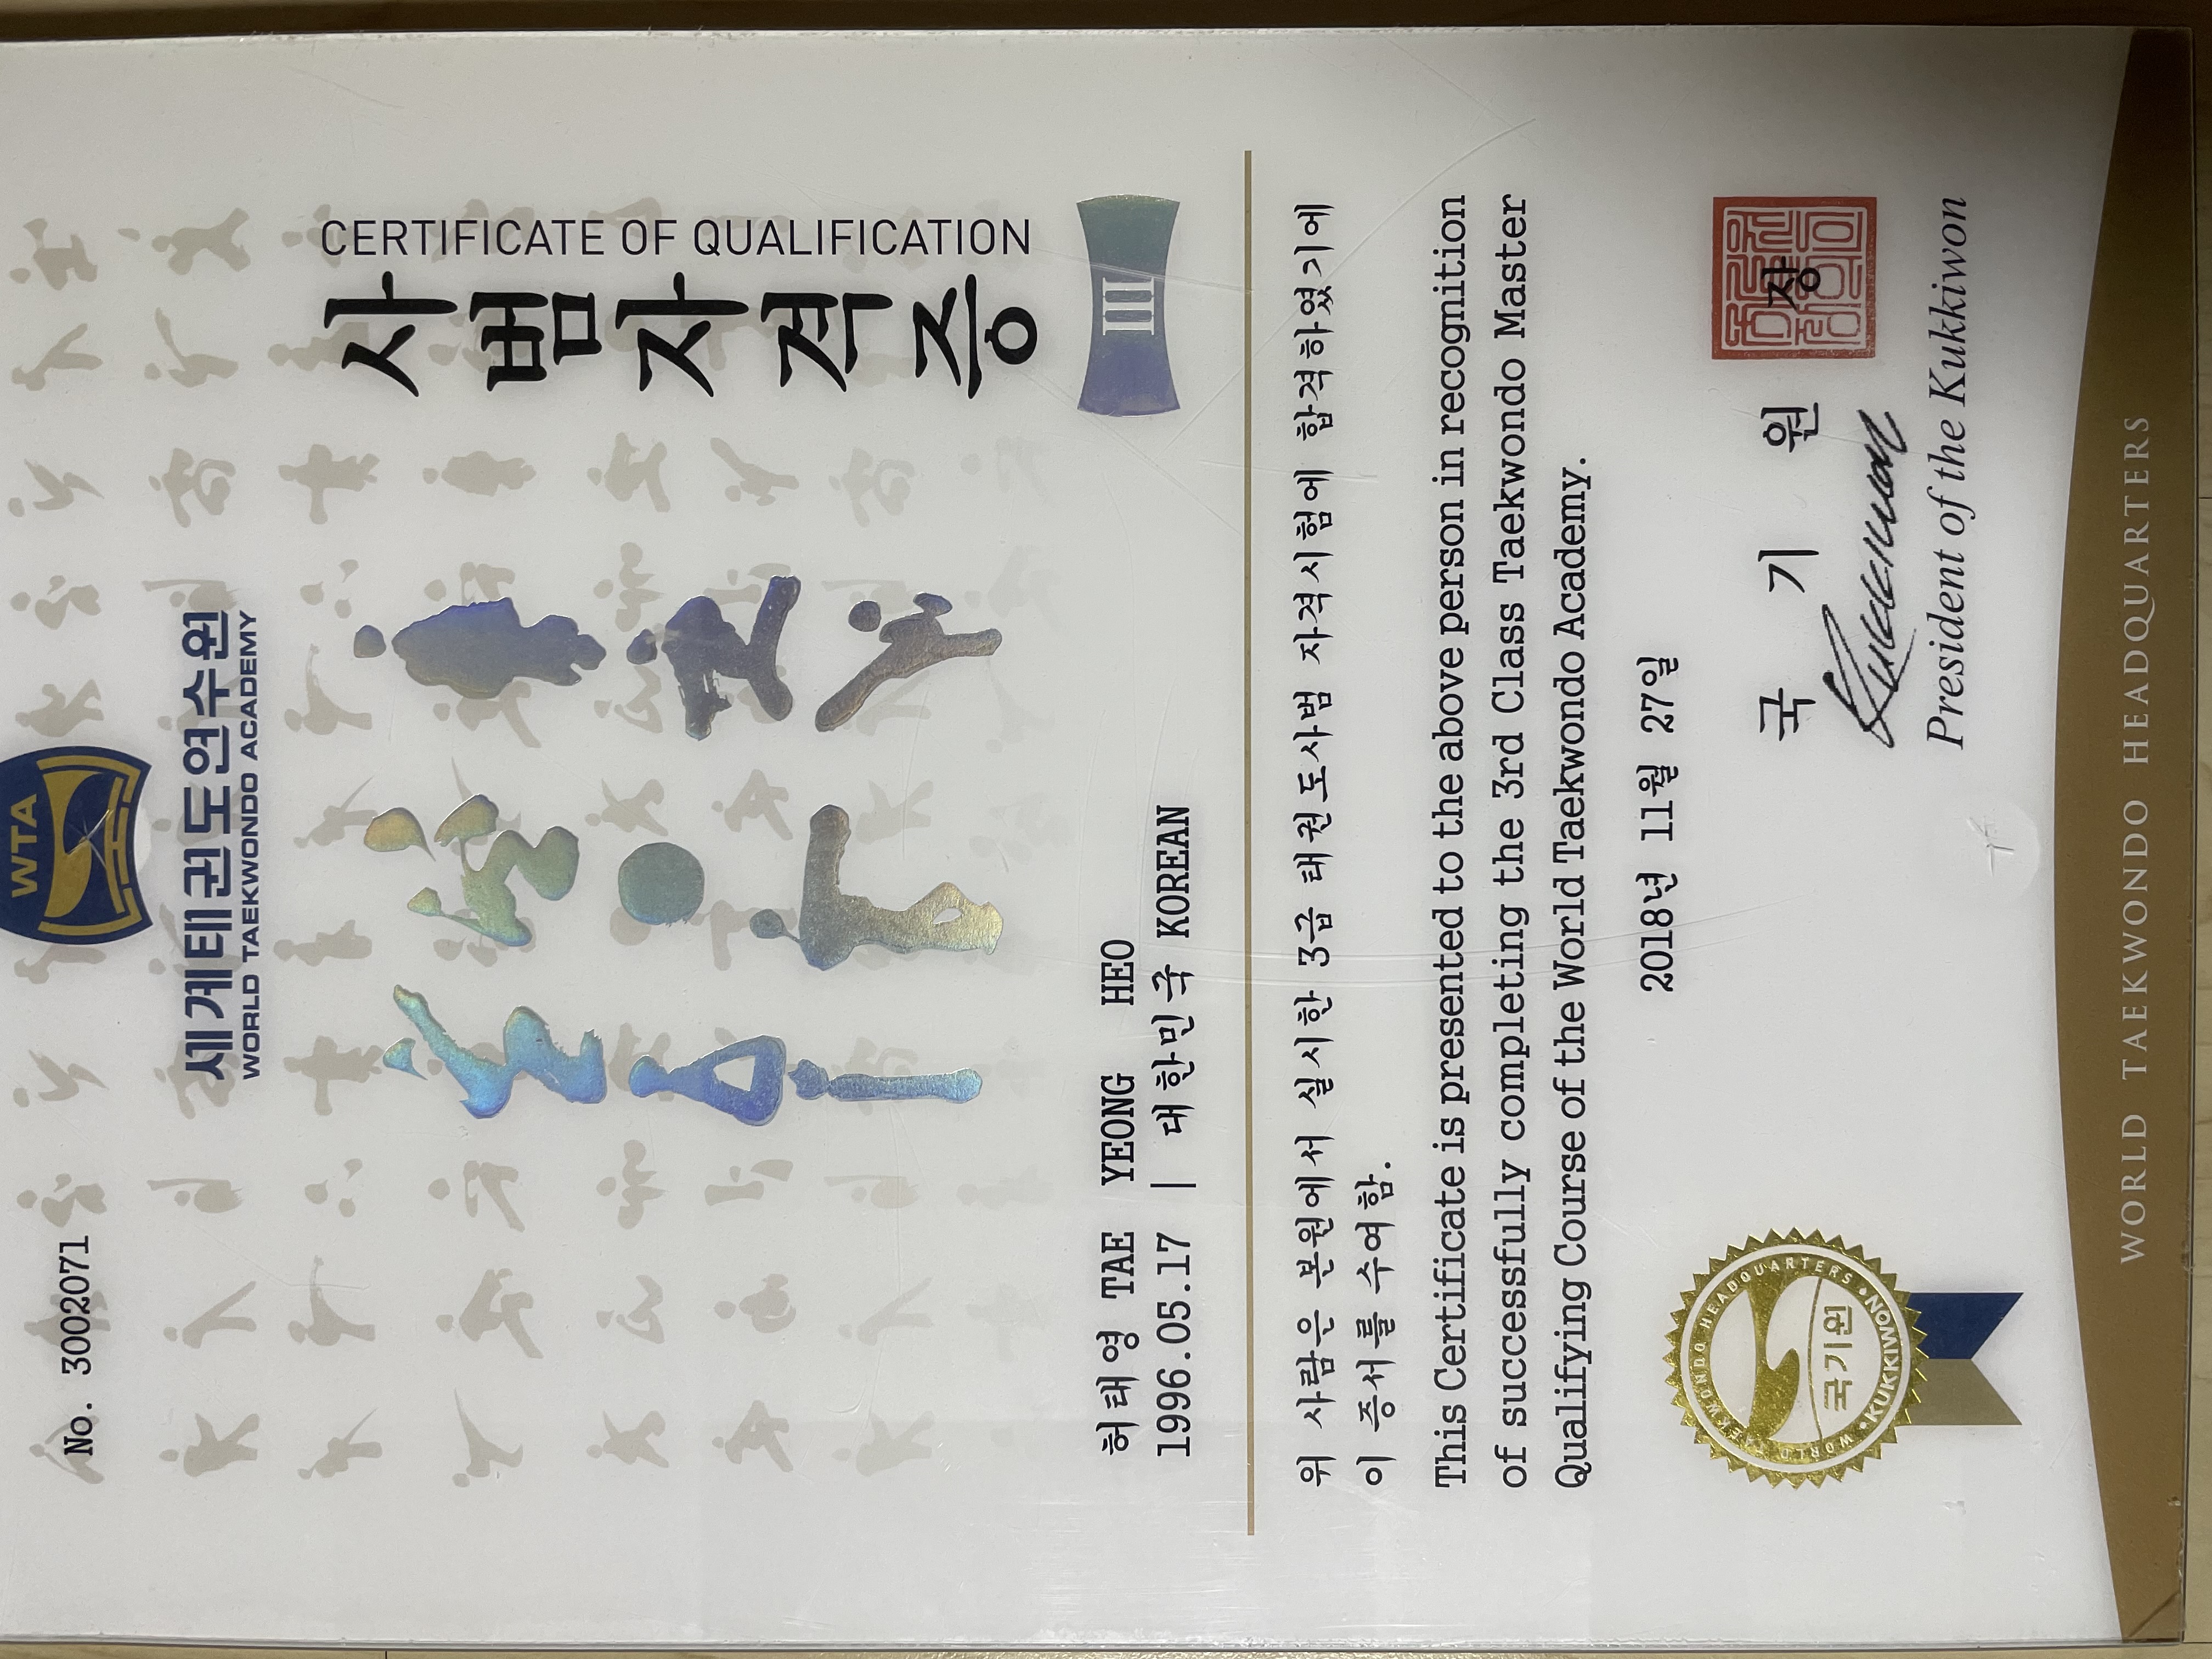 No. 3002071
WTA
세계태권도연수원
WORLD TAEKWONDO ACADEMY
CERTIFICATE OF QUALIFICATION
사범자격증
III
허태영 TAE YEONG HEO
1996.05.17 | 대한민국 KOREAN
위 사람은 본원에서 실시한 3급 태권도사범 자격시험에 합격하였기에
이 증서를 수여함.
This Certificate is presented to the above person in recognition
of successfully completing the 3rd Class Taekwondo Master
Qualifying Course of the World Taekwondo Academy.
2018년 11월 27일
국 기 원 장
President of the Kukkiwon
WORLD TAEKWONDO HEADQUARTERS • KUKKIWON •
국기원
WORLD TAEKWONDO HEADQUARTERS